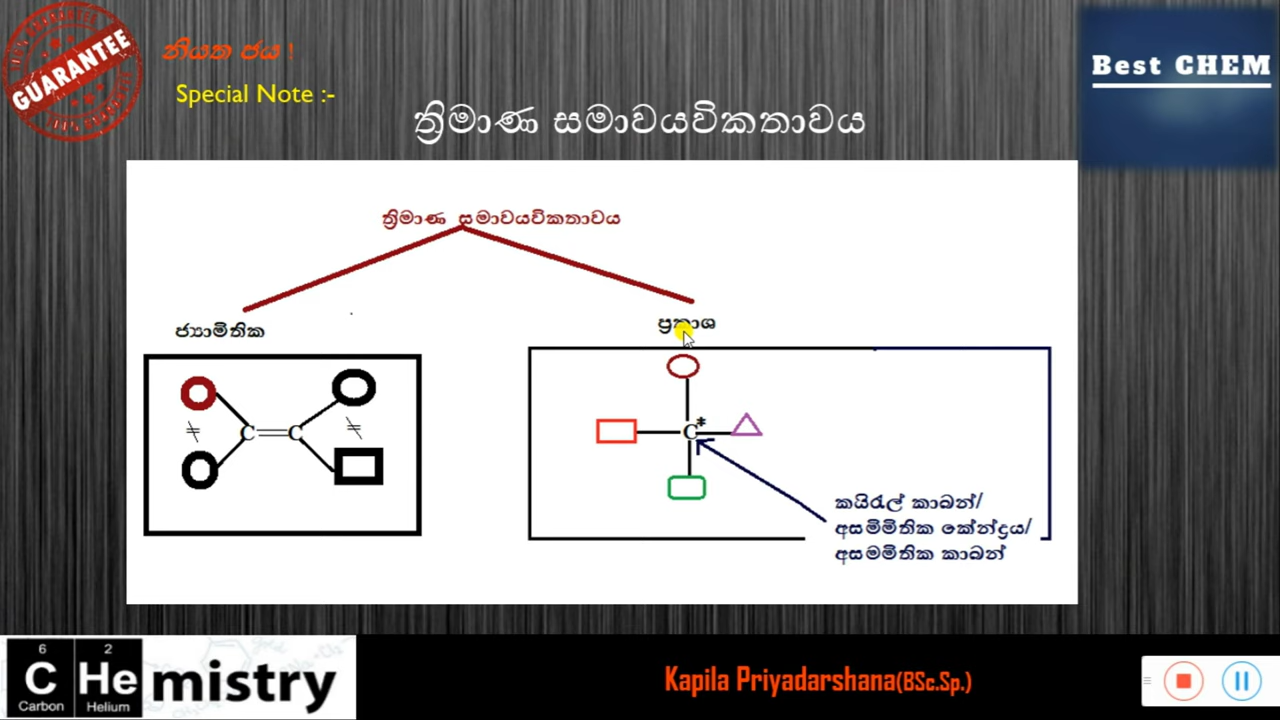 GUARANTEE
නියත ජය !
Special Note :-
Best CHEM
ත්‍රිමාණ සමාවයවිකතාවය
ත්‍රිමාණ සමාවයවිකතාවය
ජ්‍යාමිතික
ප්‍රකාශ
C C
C*
කයිරැල් කාබන්/
අසමමිතික කේන්ද්‍රය/
අසමමිතික කාබන්
6 2
C He mistry
Carbon Helium
Kapila Priyadarshana(BSc.Sp.)